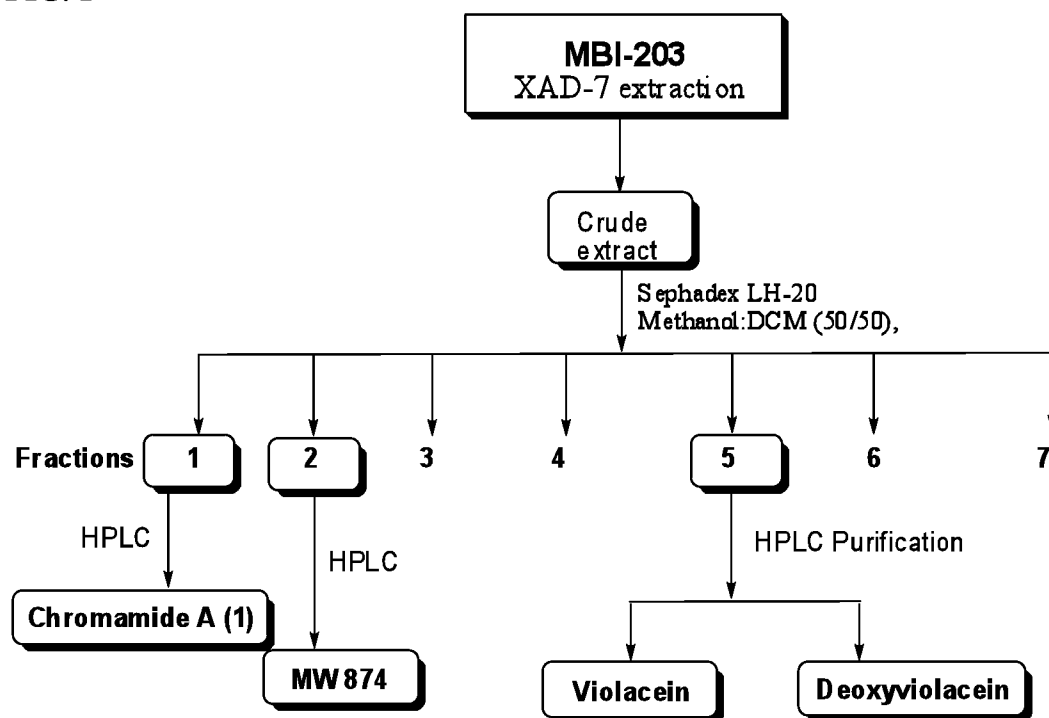 MBI-203
XAD-7 extraction
Crude
extract
Sephadex LH-20
Methanol:DCM (50/50),
Fractions 1 2 3 4 5 6 7
HPLC
HPLC
HPLC Purification
Chromamide A (1)
MW 874
Violacein
Deoxyviolacein